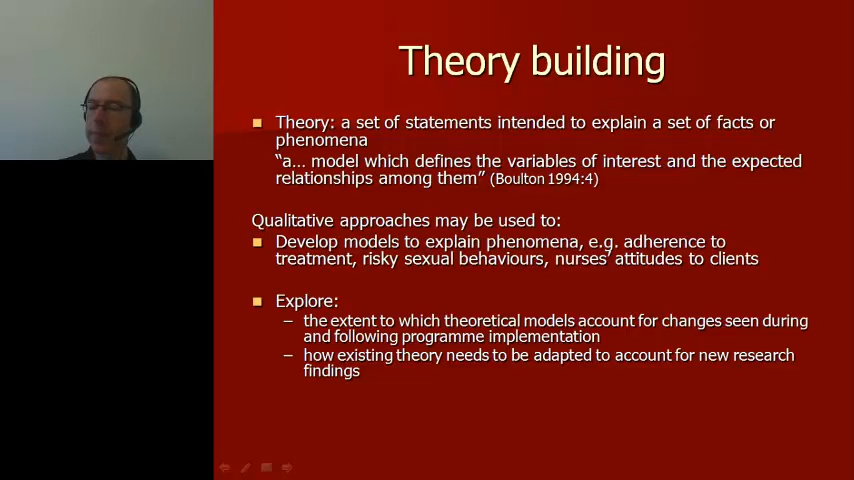 Theory building
Theory: a set of statements intended to explain a set of facts or
phenomena
“a… model which defines the variables of interest and the expected
relationships among them” (Boulton 1994:4)
Qualitative approaches may be used to:
Develop models to explain phenomena, e.g. adherence to
treatment, risky sexual behaviours, nurses’ attitudes to clients
Explore:
– the extent to which theoretical models account for changes seen during
and following programme implementation
– how existing theory needs to be adapted to account for new research
findings